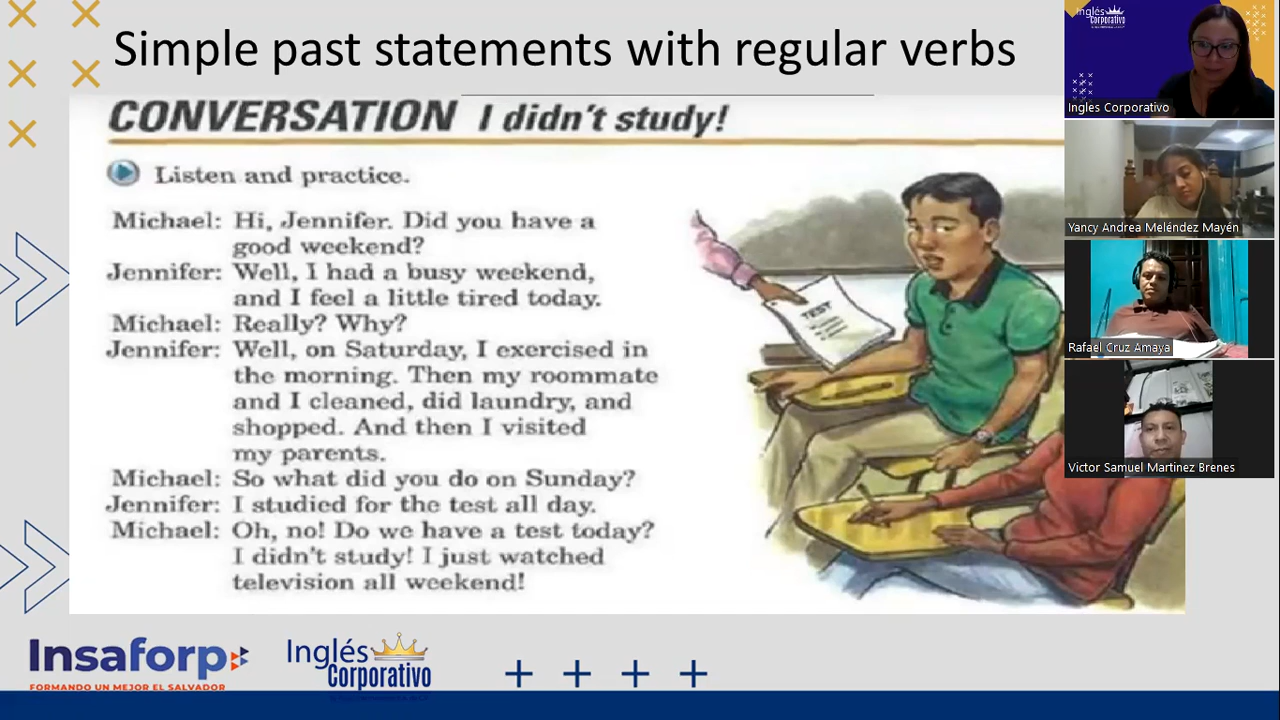 Simple past statements with regular verbs
CONVERSATION I didn't study!
Listen and practice.
Michael: Hi, Jennifer. Did you have a
good weekend?
Jennifer: Well, I had a busy weekend,
and I feel a little tired today.
Michael: Really? Why?
Jennifer: Well, on Saturday, I exercised in
the morning. Then my roommate
and I cleaned, did laundry, and
shopped. And then I visited
my parents.
Michael: So what did you do on Sunday?
Jennifer: I studied for the test all day.
Michael: Oh, no! Do we have a test today?
I didn't study! I just watched
television all weekend!
TEST
Insaforp
FORMANDO UN MEJOR EL SALVADOR
Inglés
Corporativo
Inglés
Corporativo
Ingles Corporativo
Yancy Andrea Meléndez Mayén
Rafael Cruz Amaya
Victor Samuel Martinez Brenes